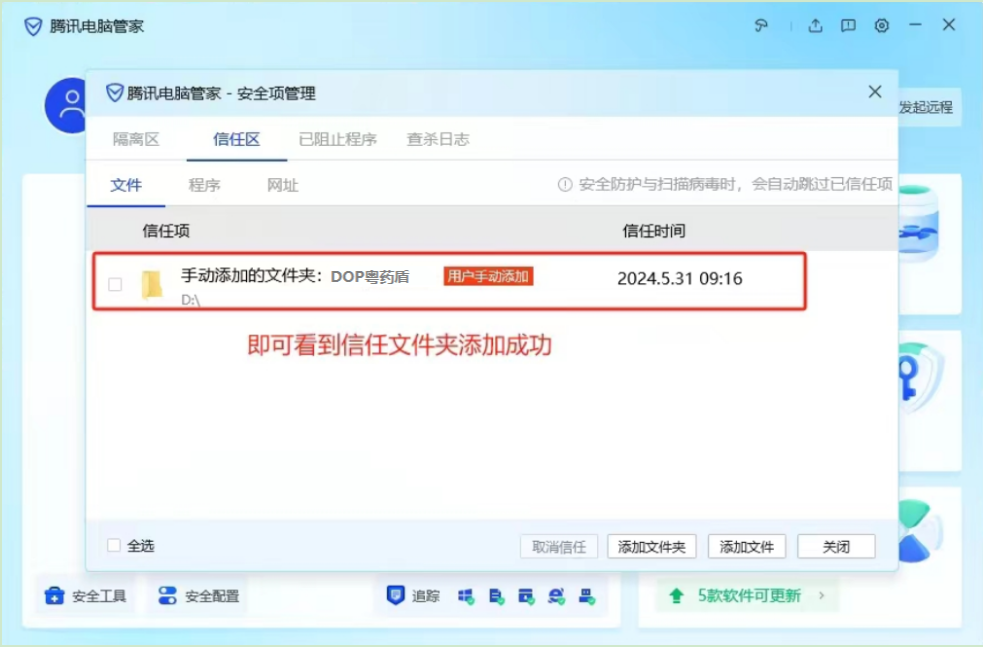 腾讯电脑管家
腾讯电脑管家 - 安全项管理
发起远程
隔离区 信任区 已阻止程序 查杀日志
文件 程序 网址 安全防护与扫描病毒时，会自动跳过已信任项
信任项 信任时间
手动添加的文件夹：DOP粤药盾 用户手动添加 2024.5.31 09:16
D:\
即可看到信任文件夹添加成功
全选 取消信任 添加文件夹 添加文件 关闭
安全工具 安全配置 追踪 5款软件可更新